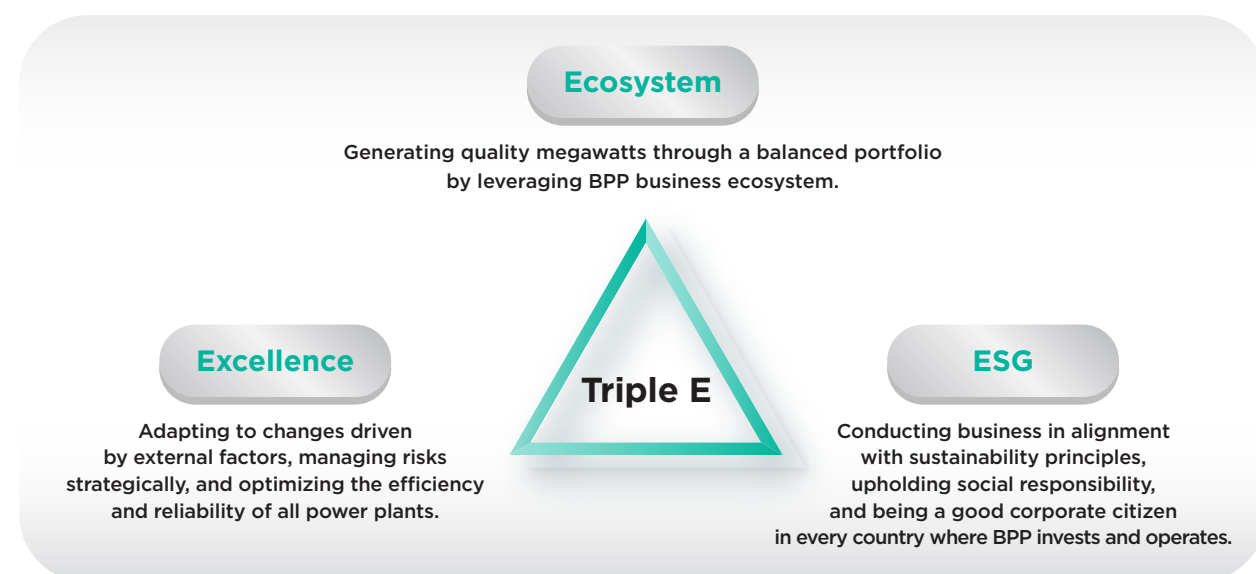 Ecosystem
Generating quality megawatts through a balanced portfolio
by leveraging BPP business ecosystem.
Triple E
Excellence
Adapting to changes driven
by external factors, managing risks
strategically, and optimizing the efficiency
and reliability of all power plants.
ESG
Conducting business in alignment
with sustainability principles,
upholding social responsibility,
and being a good corporate citizen
in every country where BPP invests and operates.